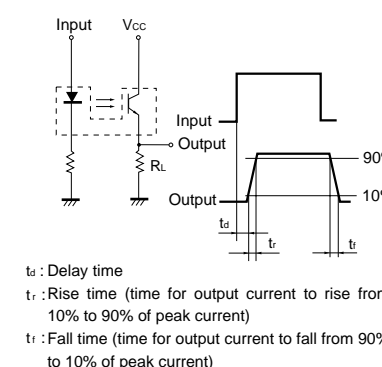 Input Vcc
Input
Output
RL
90%
Output
10%
td
tr tf
td : Delay time
tr : Rise time (time for output current to rise from
10% to 90% of peak current)
tf : Fall time (time for output current to fall from 90%
to 10% of peak current)